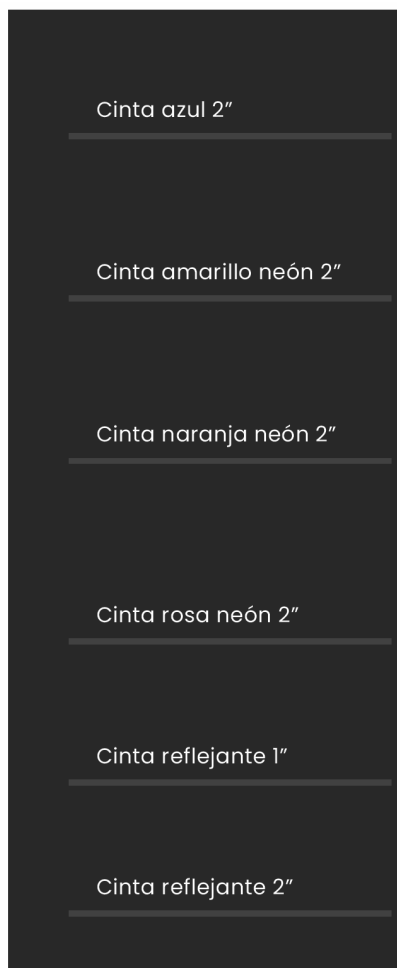 Cinta azul 2”
Cinta amarillo neón 2”
Cinta naranja neón 2”
Cinta rosa neón 2”
Cinta reflejante 1”
Cinta reflejante 2”